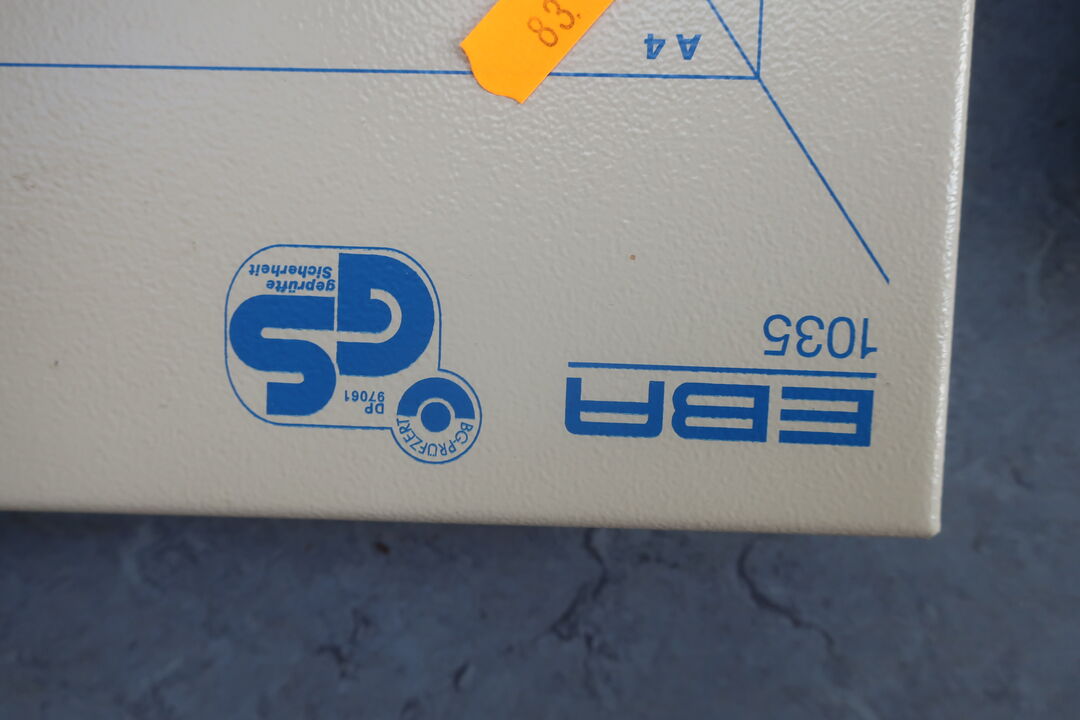 EBA
1035
DP
97061
BG-PRÜFZERT
GS
geprüfte
Sicherheit
A4
83.